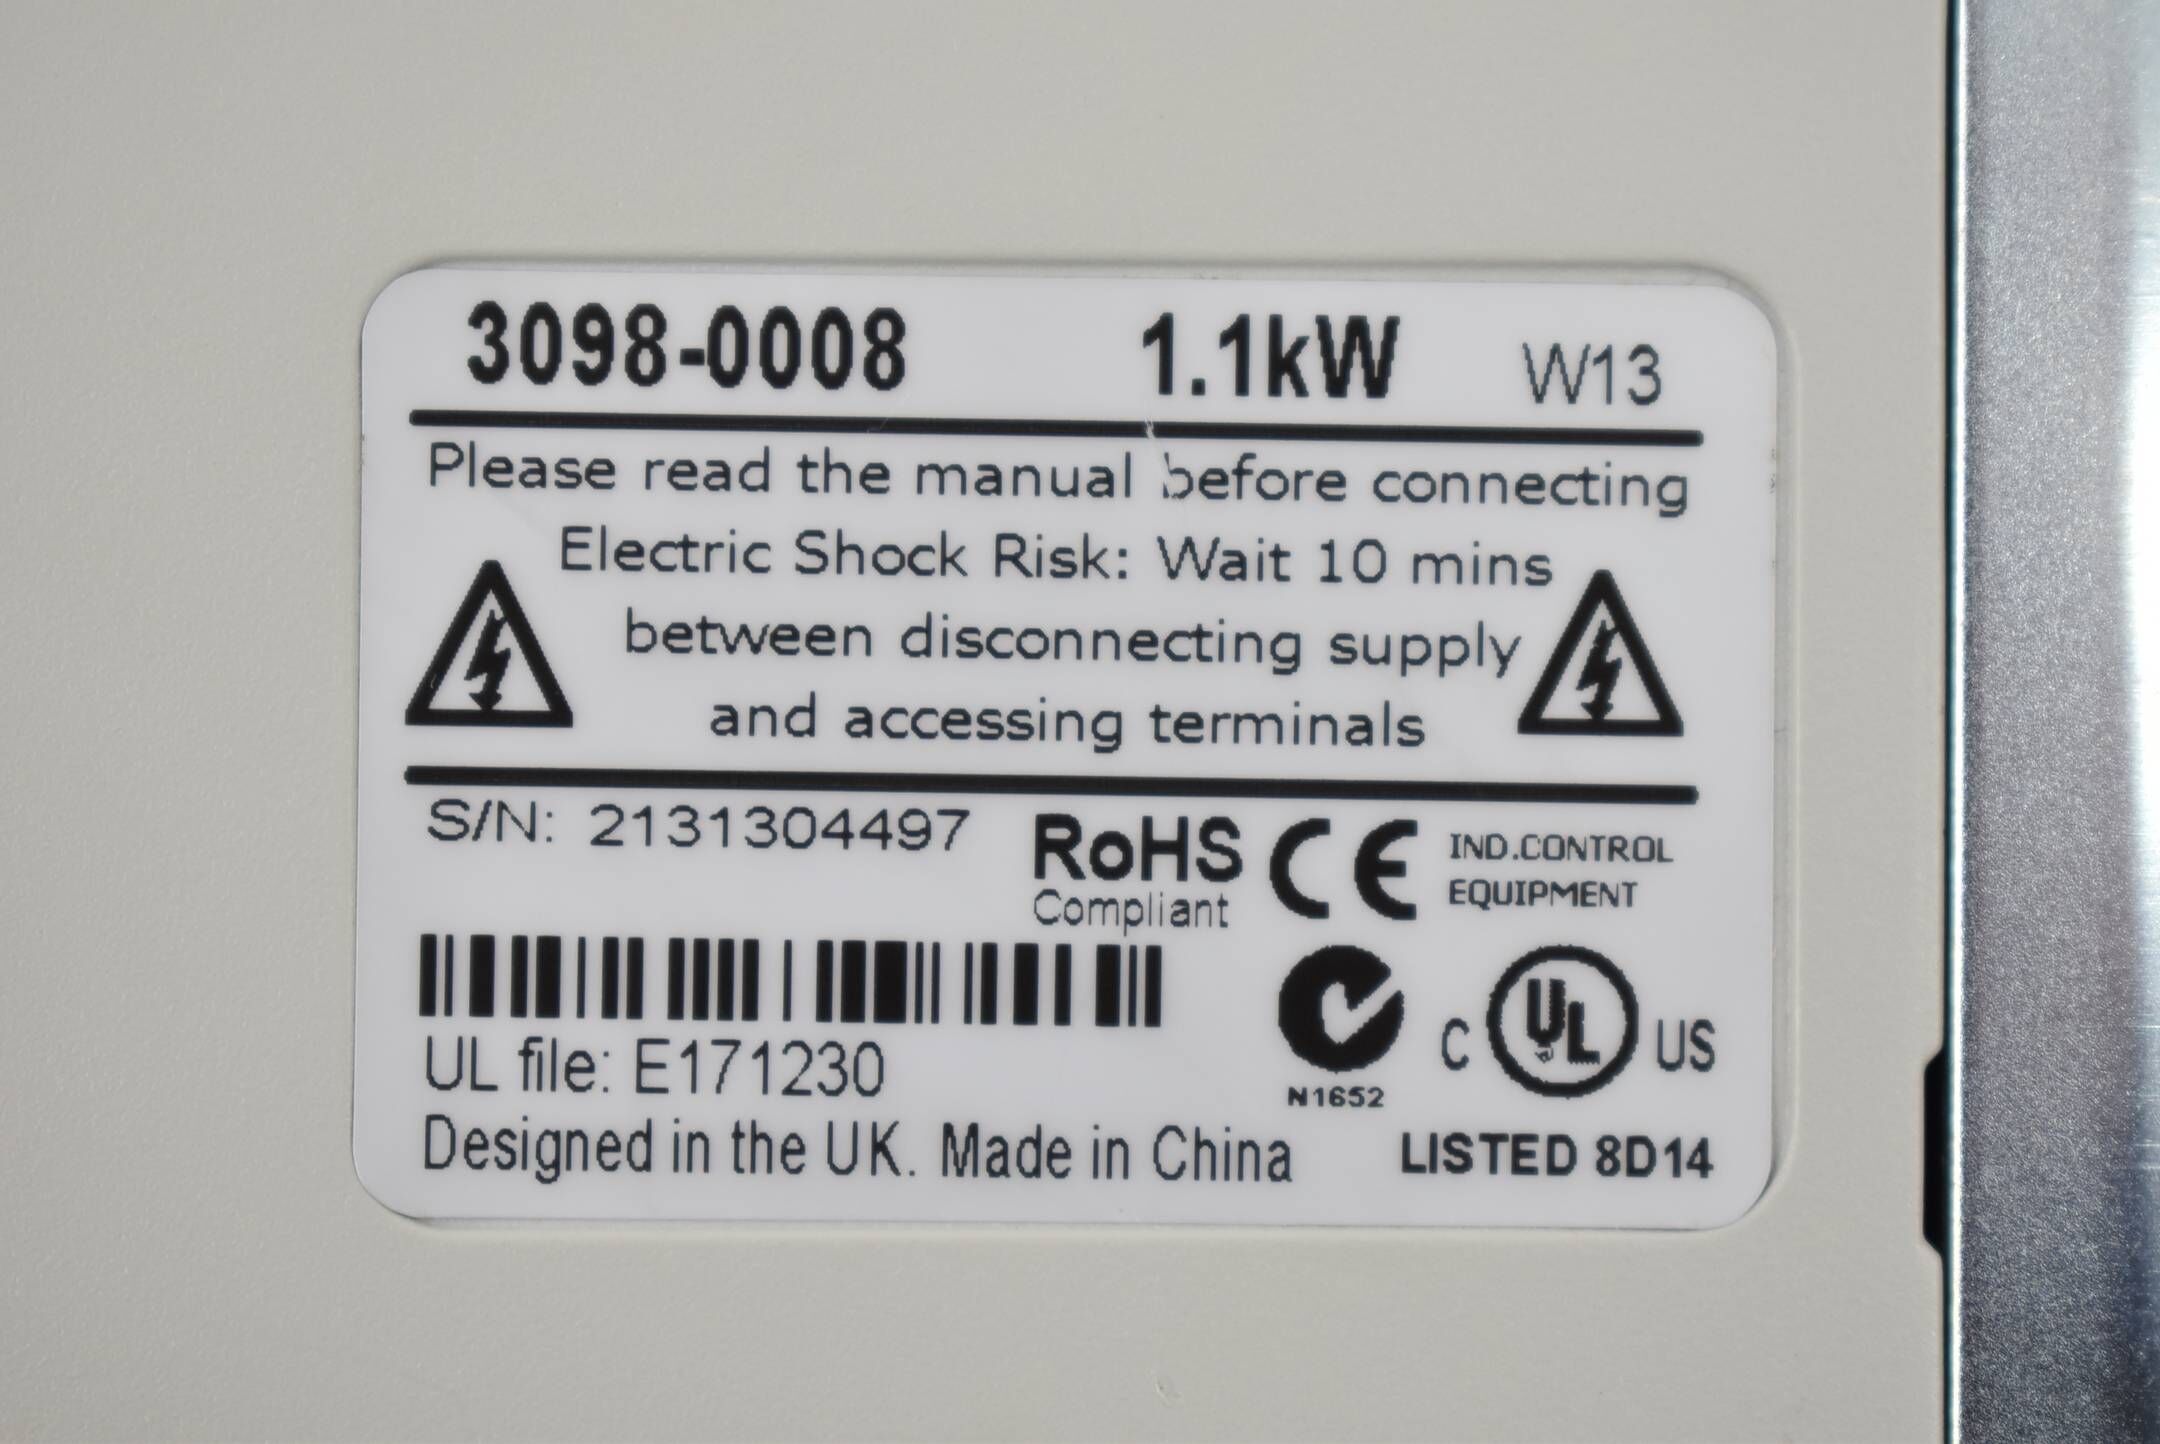 3098-0008 1.1kW W13
Please read the manual before connecting
Electric Shock Risk: Wait 10 mins
between disconnecting supply
and accessing terminals
S/N: 2131304497
RoHS
Compliant
CE
IND.CONTROL
EQUIPMENT
UL file: E171230
N1652
C UL US
Designed in the UK. Made in China
LISTED 8D14